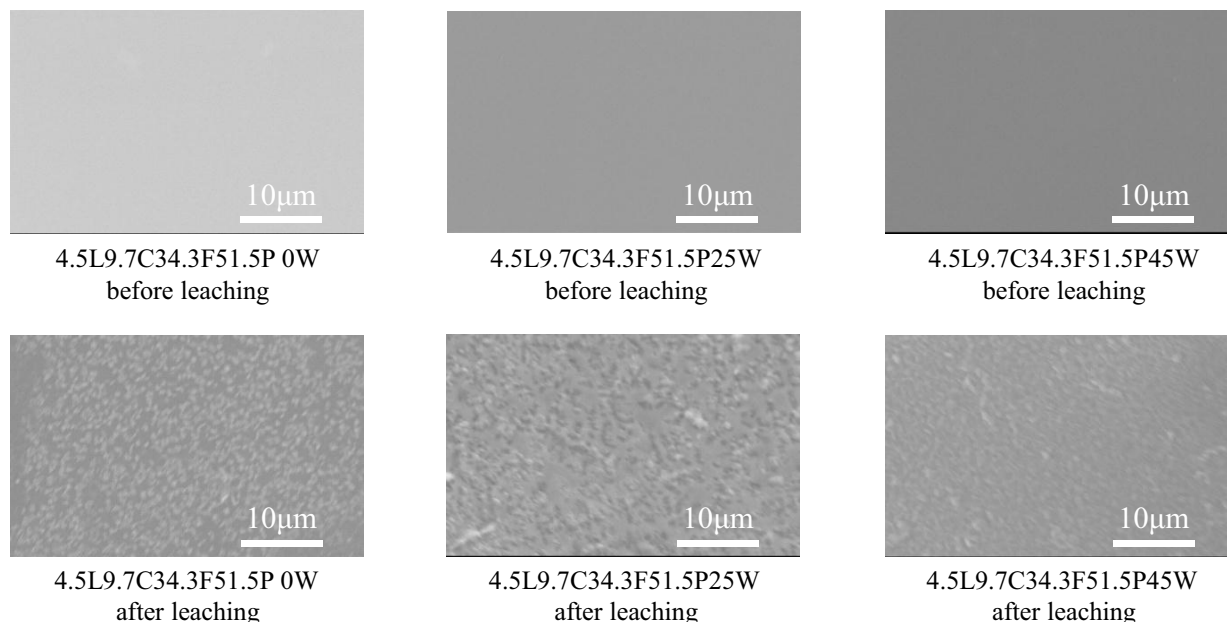 10μm
10μm
10μm
4.5L9.7C34.3F51.5P 0W
before leaching
4.5L9.7C34.3F51.5P25W
before leaching
4.5L9.7C34.3F51.5P45W
before leaching
10μm
10μm
10μm
4.5L9.7C34.3F51.5P 0W
after leaching
4.5L9.7C34.3F51.5P25W
after leaching
4.5L9.7C34.3F51.5P45W
after leaching